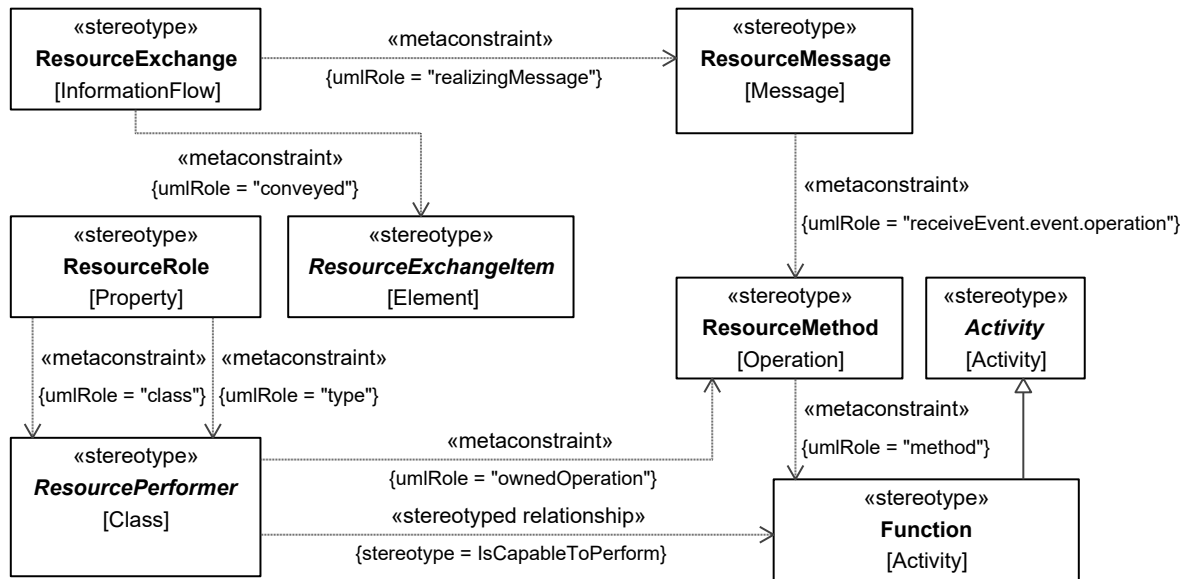 «stereotype»
ResourceExchange
[InformationFlow]
«metaconstraint»
{umlRole = "realizingMessage"}
«stereotype»
ResourceMessage
[Message]
«metaconstraint»
{umlRole = "conveyed"}
«metaconstraint»
{umlRole = "receiveEvent.event.operation"}
«stereotype»
ResourceRole
[Property]
«stereotype»
ResourceExchangeItem
[Element]
«stereotype»
ResourceMethod
[Operation]
«stereotype»
Activity
[Activity]
«metaconstraint»
{umlRole = "class"}
«metaconstraint»
{umlRole = "type"}
«metaconstraint»
{umlRole = "method"}
«stereotype»
ResourcePerformer
[Class]
«metaconstraint»
{umlRole = "ownedOperation"}
«stereotyped relationship»
{stereotype = IsCapableToPerform}
«stereotype»
Function
[Activity]